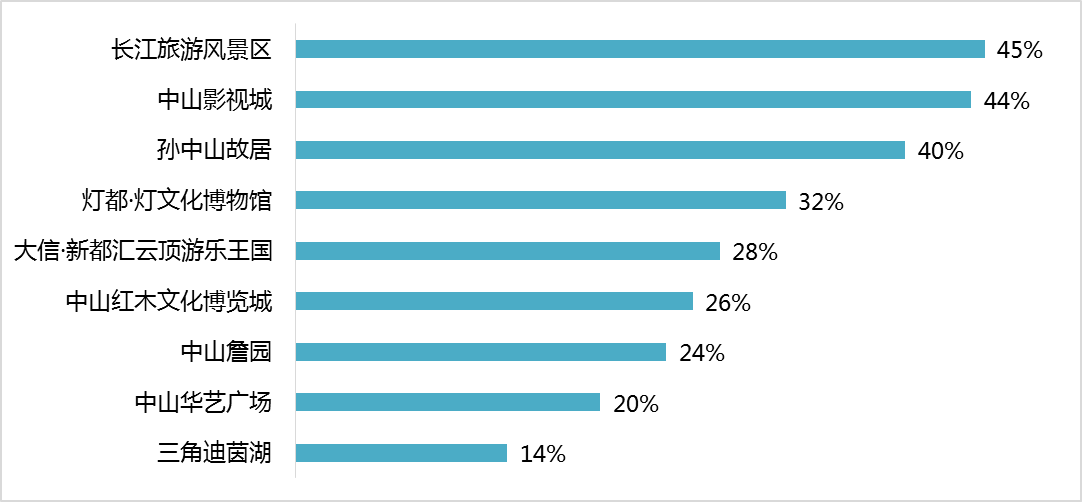 长江旅游风景区 45%
中山影视城 44%
孙中山故居 40%
灯都·灯文化博物馆 32%
大信·新都汇云顶游乐王国 28%
中山红木文化博览城 26%
中山詹园 24%
中山华艺广场 20%
三角迪茵湖 14%